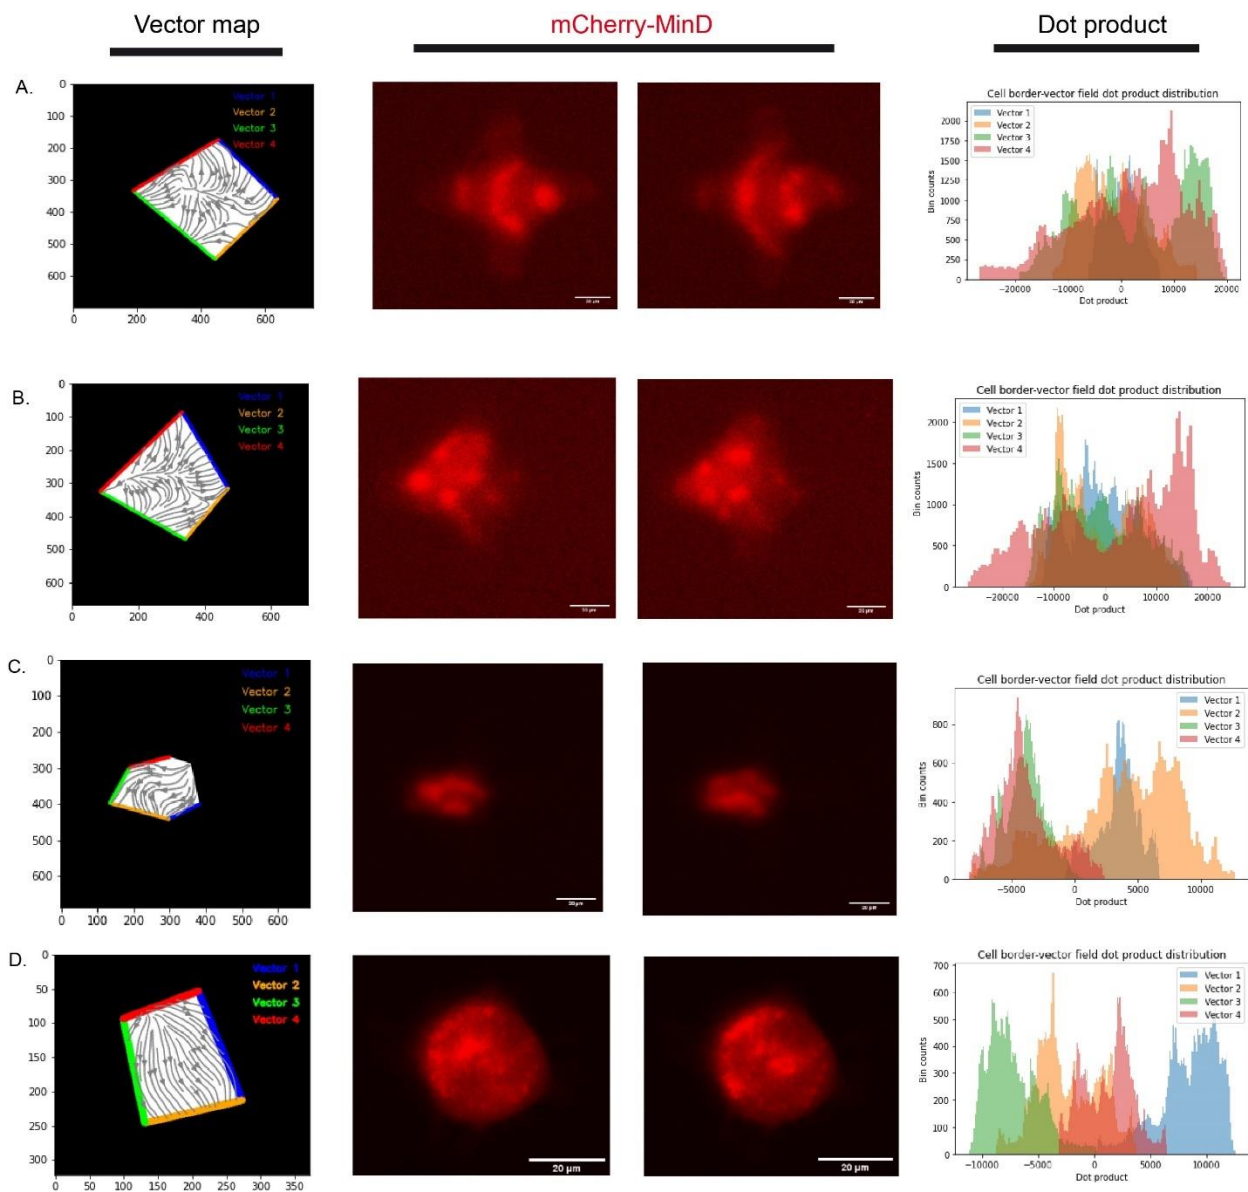 Vector map
mCherry-MinD
Dot product
A.
0
100
200
300
400
500
600
200
400
600
Vector 1
Vector 2
Vector 3
Vector 4
Cell border-vector field dot product distribution
Vector 1
Vector 2
Vector 3
Vector 4
Bin counts
2000
1750
1500
1250
1000
750
500
250
0
−20000
−10000
0
10000
20000
Dot product
B.
0
100
200
300
400
500
600
0
200
400
600
Vector 1
Vector 2
Vector 3
Vector 4
Cell border-vector field dot product distribution
Vector 1
Vector 2
Vector 3
Vector 4
Bin counts
2000
1500
1000
500
0
−20000
−10000
0
10000
20000
Dot product
C.
0
100
200
300
400
500
600
0
100
200
300
400
500
600
Vector 1
Vector 2
Vector 3
Vector 4
20 µm
Cell border-vector field dot product distribution
Vector 1
Vector 2
Vector 3
Vector 4
Bin counts
800
600
400
200
0
−5000
0
5000
10000
Dot product
D.
0
50
100
150
200
250
300
0
50
100
150
200
250
300
350
Vector 1
Vector 2
Vector 3
Vector 4
20 µm
20 µm
Cell border-vector field dot product distribution
Vector 1
Vector 2
Vector 3
Vector 4
Bin counts
700
600
500
400
300
200
100
0
−10000
−5000
0
5000
10000
Dot product